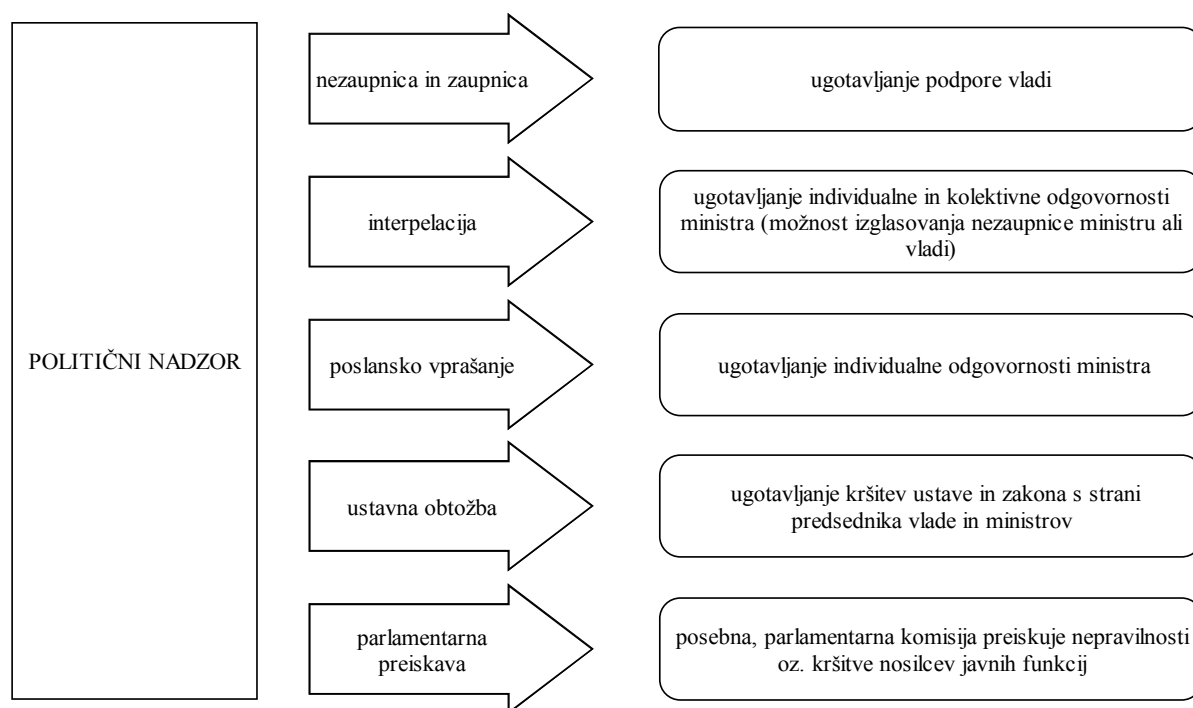 POLITIČNI NADZOR
nezaupnica in zaupnica
ugotavljanje podpore vladi
interpelacija
ugotavljanje individualne in kolektivne odgovornosti
ministra (možnost izglasovanja nezaupnice ministru ali
vladi)
poslansko vprašanje
ugotavljanje individualne odgovornosti ministra
ustavna obtožba
ugotavljanje kršitev ustave in zakona s strani
predsednika vlade in ministrov
parlamentarna
preiskava
posebna, parlamentarna komisija preiskuje nepravilnosti
oz. kršitve nosilcev javnih funkcij